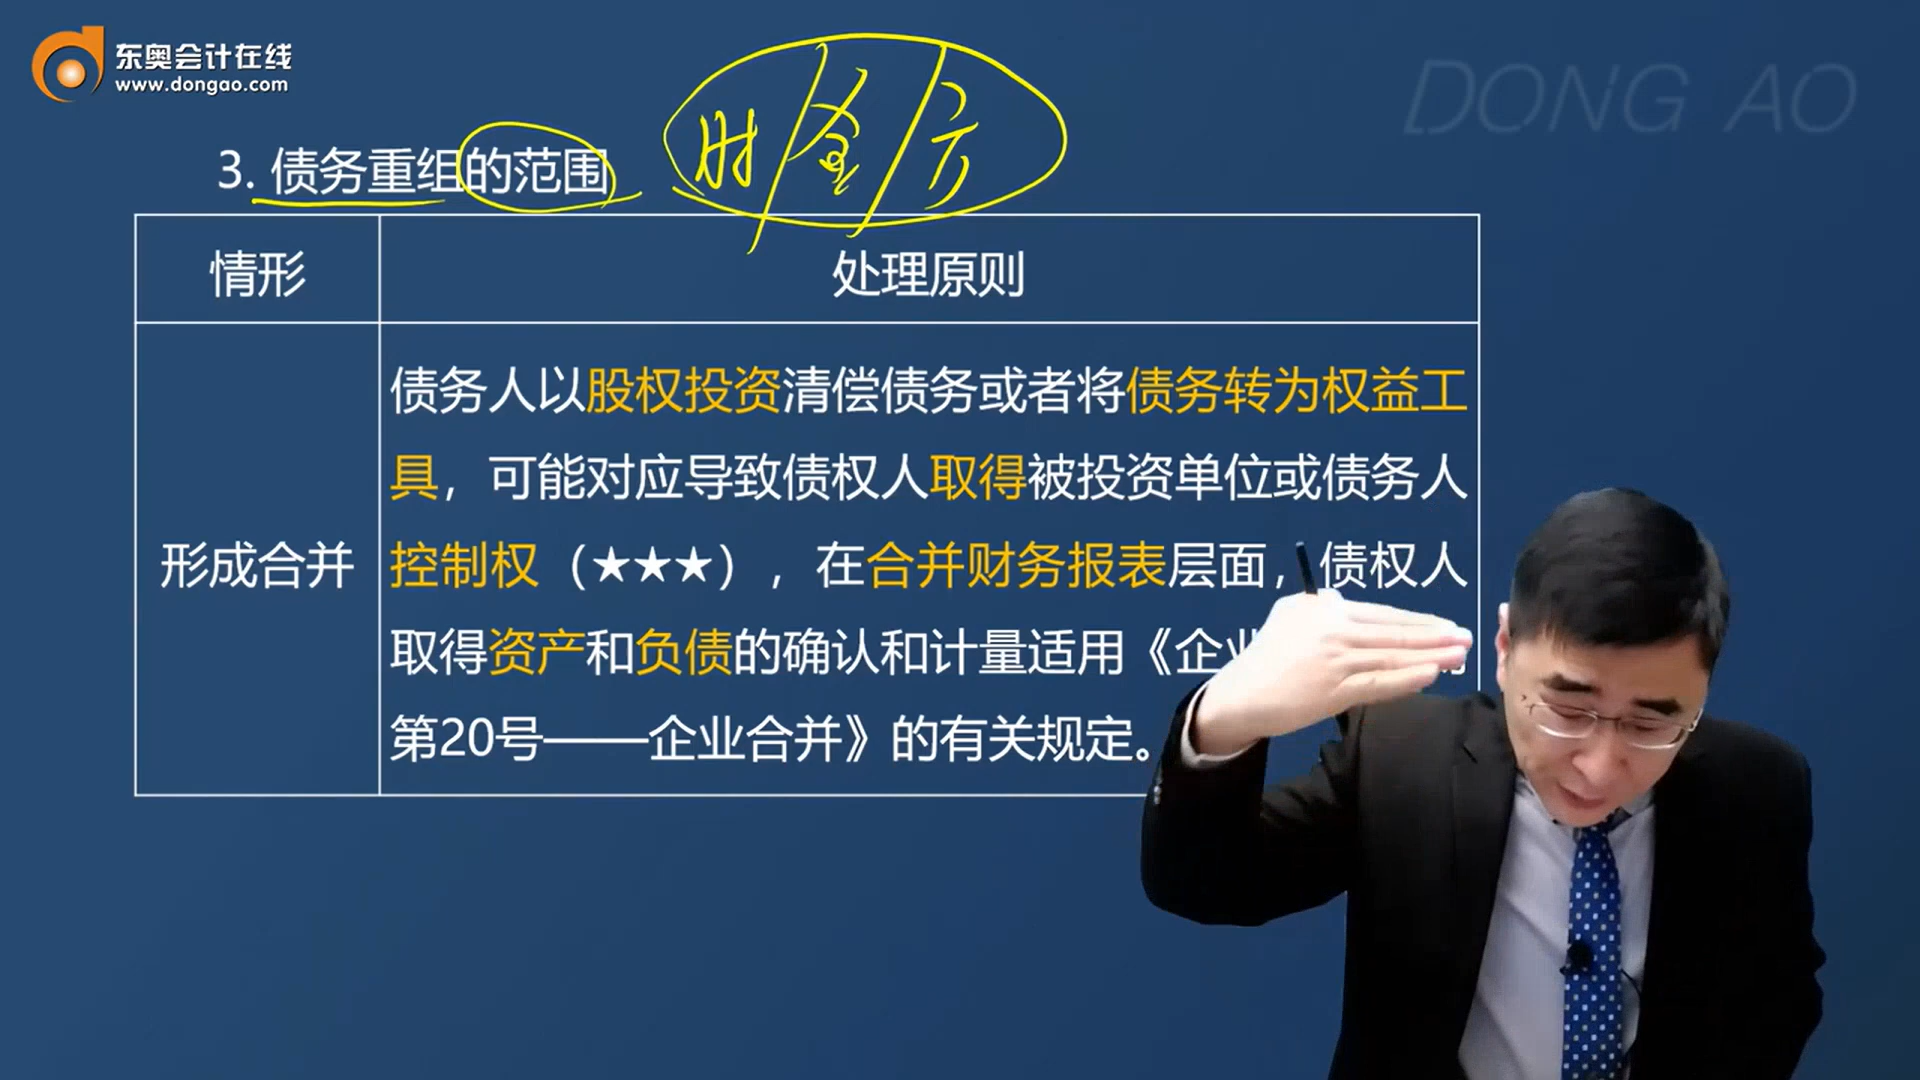 东奥会计在线
www.dongao.com
DONG AO
时/金/方
3. 债务重组的范围
情形
处理原则
形成合并
债务人以股权投资清偿债务或者将债务转为权益工
具，可能对应导致债权人取得被投资单位或债务人
控制权（★★★），在合并财务报表层面，债权人
取得资产和负债的确认和计量适用《企业
第20号——企业合并》的有关规定。